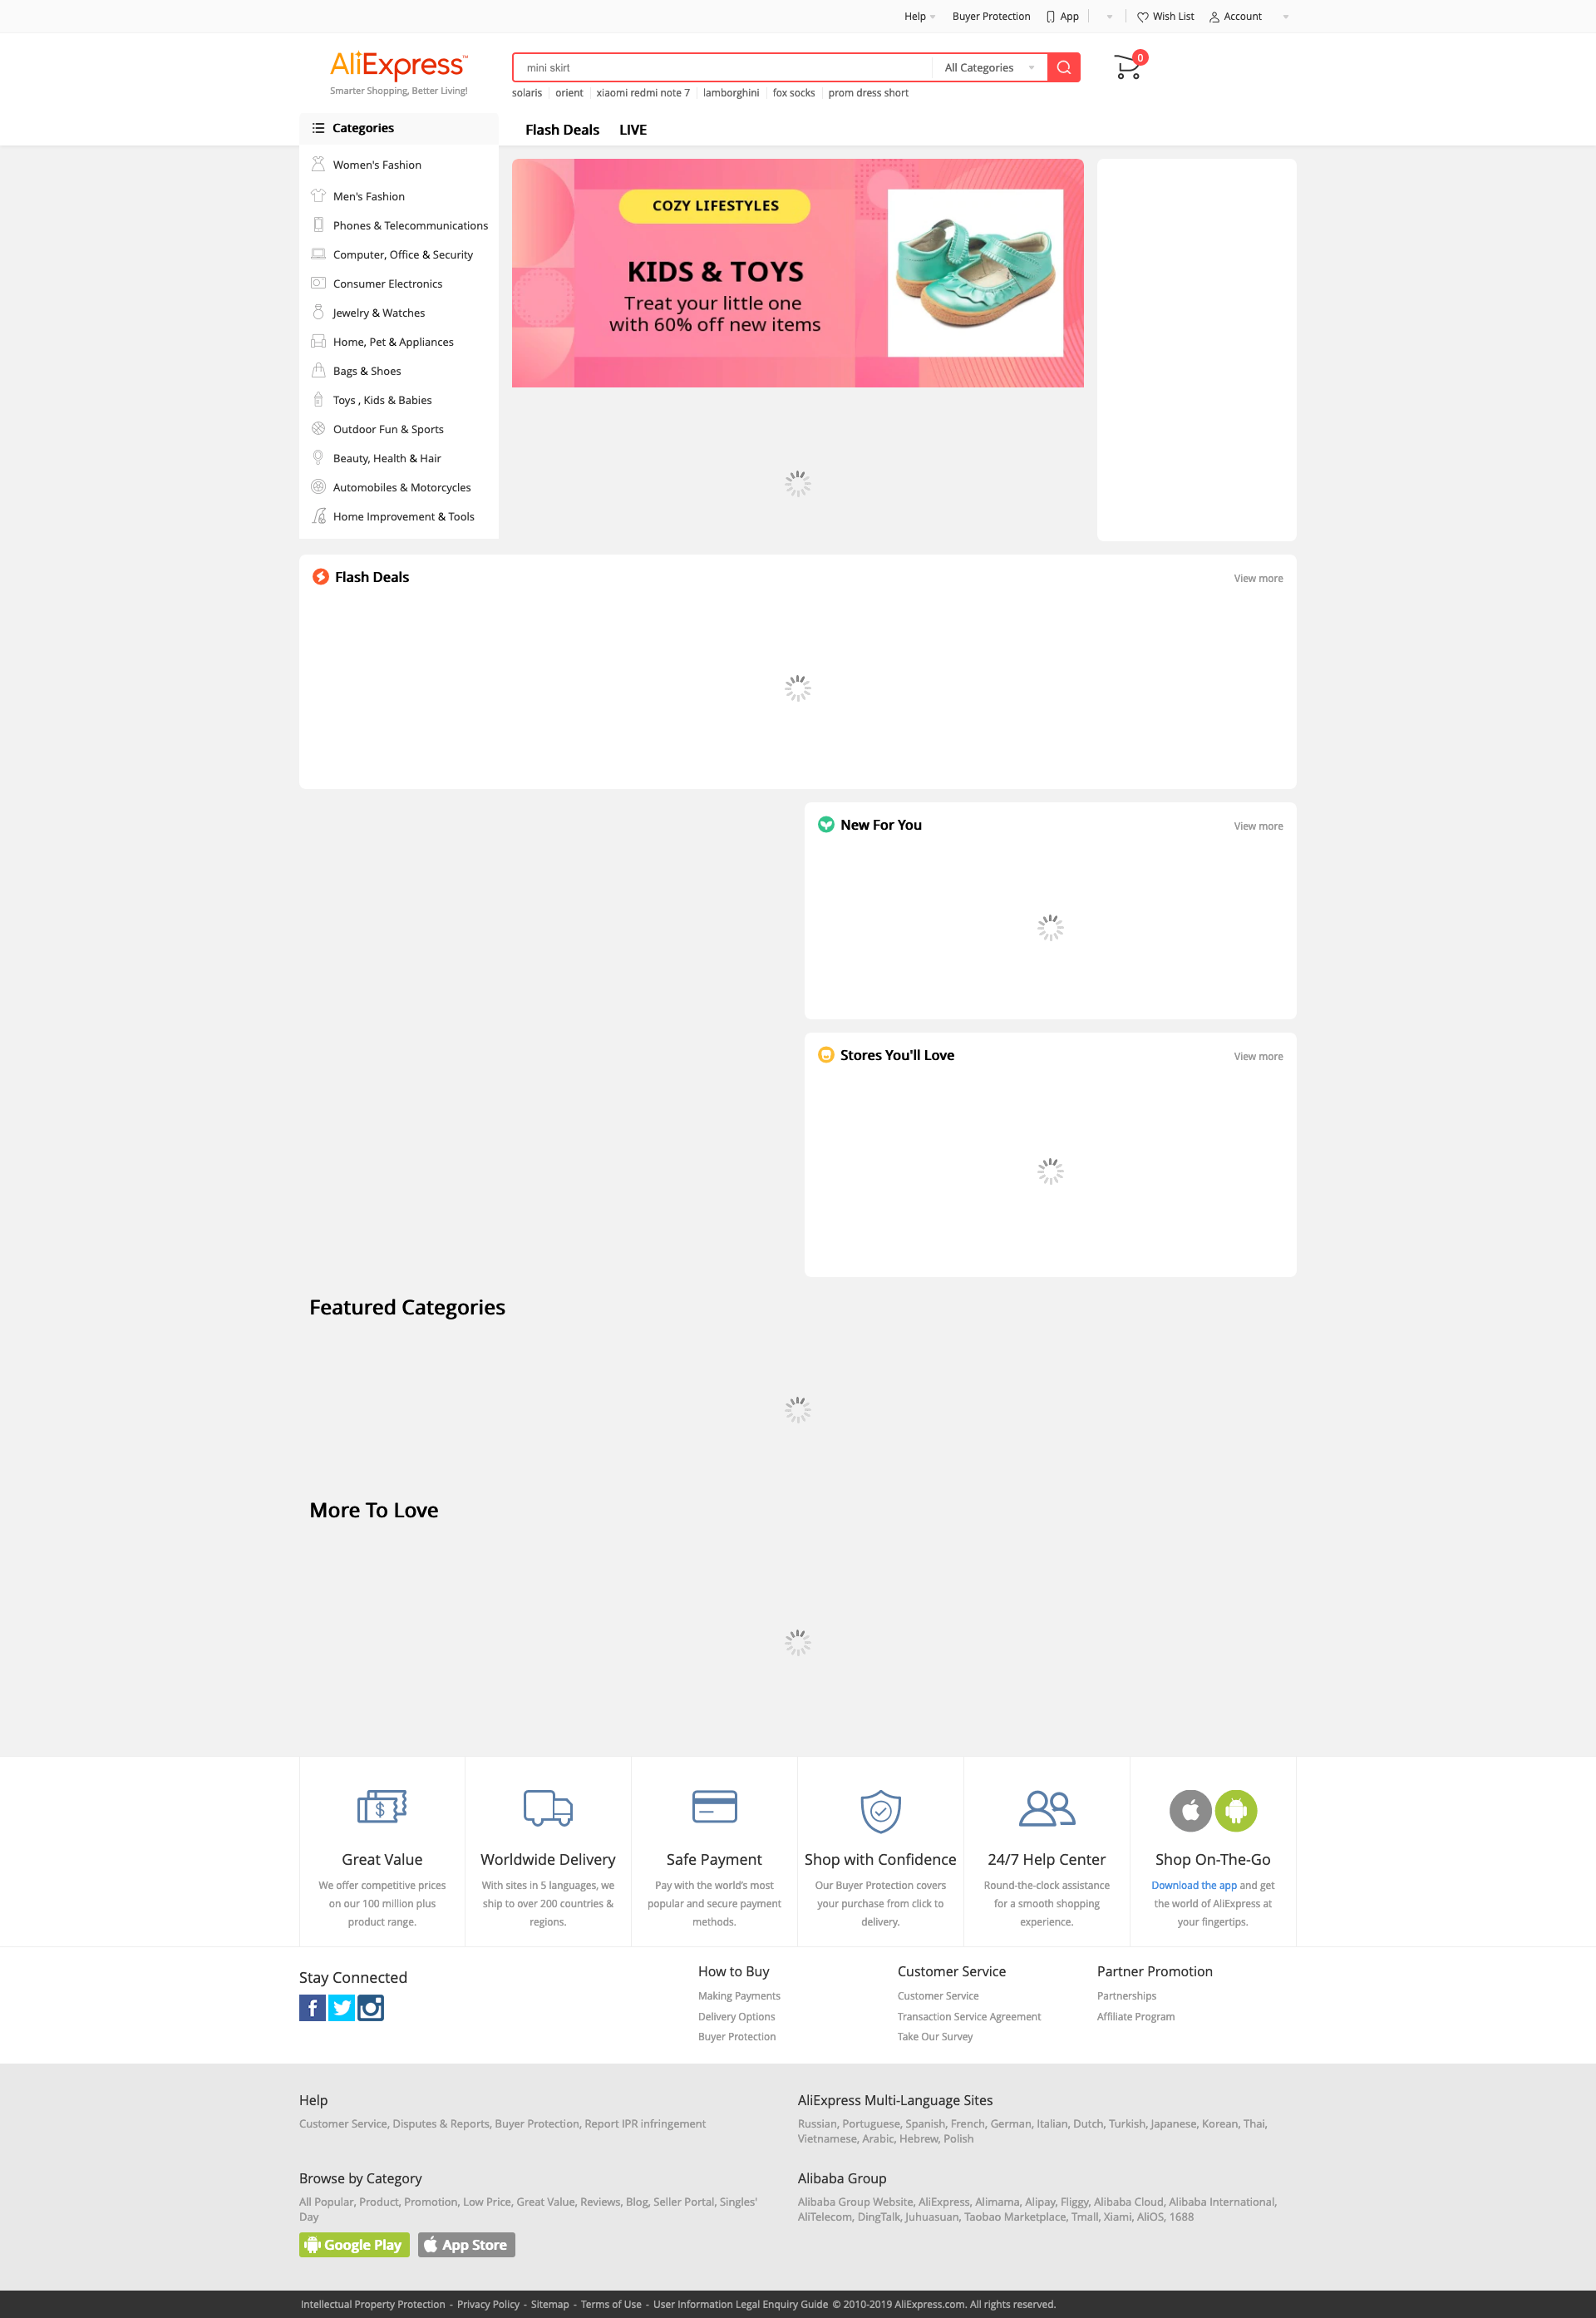 Help
Buyer Protection
App
Wish List
Account
AliExpress™
Smarter Shopping, Better Living!
mini skirt
All Categories
0
solaris
orient
xiaomi redmi note 7
lamborghini
fox socks
prom dress short
Categories
Flash Deals
LIVE
Women's Fashion
Men's Fashion
Phones & Telecommunications
Computer, Office & Security
Consumer Electronics
Jewelry & Watches
Home, Pet & Appliances
Bags & Shoes
Toys , Kids & Babies
Outdoor Fun & Sports
Beauty, Health & Hair
Automobiles & Motorcycles
Home Improvement & Tools
COZY LIFESTYLES
KIDS & TOYS
Treat your little one
with 60% off new items
Flash Deals
View more
New For You
View more
Stores You'll Love
View more
Featured Categories
More To Love
Great Value
We offer competitive prices
on our 100 million plus
product range.
Worldwide Delivery
With sites in 5 languages, we
ship to over 200 countries &
regions.
Safe Payment
Pay with the world's most
popular and secure payment
methods.
Shop with Confidence
Our Buyer Protection covers
your purchase from click to
delivery.
24/7 Help Center
Round-the-clock assistance
for a smooth shopping
experience.
Shop On-The-Go
Download the app and get
the world of AliExpress at
your fingertips.
Stay Connected
How to Buy
Making Payments
Delivery Options
Buyer Protection
Customer Service
Customer Service
Transaction Service Agreement
Take Our Survey
Partner Promotion
Partnerships
Affiliate Program
Help
Customer Service, Disputes & Reports, Buyer Protection, Report IPR infringement
AliExpress Multi-Language Sites
Russian, Portuguese, Spanish, French, German, Italian, Dutch, Turkish, Japanese, Korean, Thai,
Vietnamese, Arabic, Hebrew, Polish
Browse by Category
All Popular, Product, Promotion, Low Price, Great Value, Reviews, Blog, Seller Portal, Singles'
Day
Alibaba Group
Alibaba Group Website, AliExpress, Alimama, Alipay, Fliggy, Alibaba Cloud, Alibaba International,
AliTelecom, DingTalk, Juhuasuan, Taobao Marketplace, Tmall, Xiami, AliOS, 1688
Google Play
App Store
Intellectual Property Protection - Privacy Policy - Sitemap - Terms of Use - User Information Legal Enquiry Guide © 2010-2019 AliExpress.com. All rights reserved.